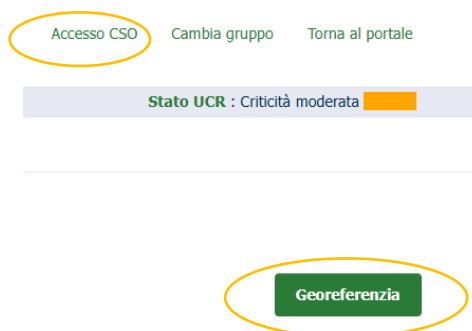 Accesso CSO Cambia gruppo Torna al portale
Stato UCR : Criticità moderata
Georeferenzia